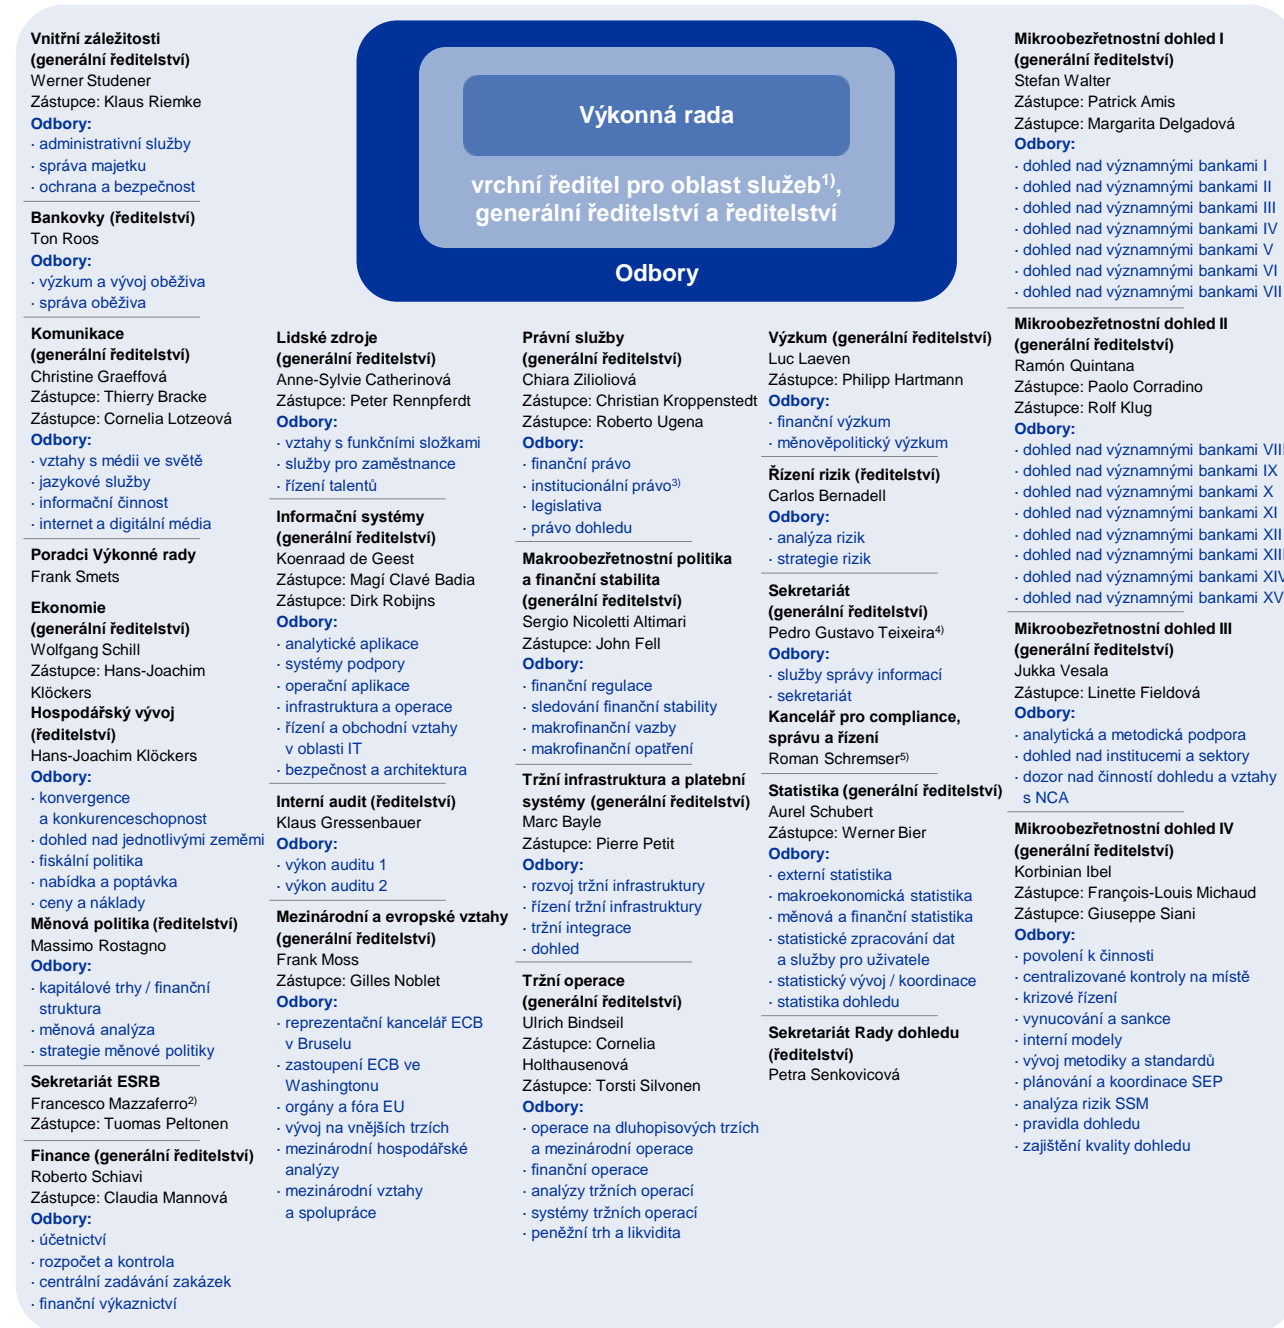 Vnitřní záležitosti
(generální ředitelství)
Werner Studener
Zástupce: Klaus Riemke
Odbory:
· administrativní služby
· správa majetku
· ochrana a bezpečnost
Bankovky (ředitelství)
Ton Roos
Odbory:
· výzkum a vývoj oběživa
· správa oběživa
Komunikace
(generální ředitelství)
Christine Graeffová
Zástupce: Thierry Bracke
Zástupce: Cornelia Lotzeová
Odbory:
· vztahy s médii ve světě
· jazykové služby
· informační činnost
· internet a digitální média
Poradci Výkonné rady
Frank Smets
Ekonomie
(generální ředitelství)
Wolfgang Schill
Zástupce: Hans-Joachim
Klöckers
Hospodářský vývoj
(ředitelství)
Hans-Joachim Klöckers
Odbory:
· konvergence
a konkurenceschopnost
· dohled nad jednotlivými zeměmi
· fiskální politika
· nabídka a poptávka
· ceny a náklady
Měnová politika (ředitelství)
Massimo Rostagno
Odbory:
· kapitálové trhy / finanční
struktura
· měnová analýza
· strategie měnové politiky
Sekretariát ESRB
Francesco Mazzaferro2)
Zástupce: Tuomas Peltonen
Finance (generální ředitelství)
Roberto Schiavi
Zástupce: Claudia Mannová
Odbory:
· účetnictví
· rozpočet a kontrola
· centrální zadávání zakázek
· finanční výkaznictví
Výkonná rada
vrchní ředitel pro oblast služeb1),
generální ředitelství a ředitelství
Odbory
Lidské zdroje
(generální ředitelství)
Anne-Sylvie Catherinová
Zástupce: Peter Rennpferdt
Odbory:
· vztahy s funkčními složkami
· služby pro zaměstnance
· řízení talentů
Informační systémy
(generální ředitelství)
Koenraad de Geest
Zástupce: Magí Clavé Badia
Zástupce: Dirk Robijns
Odbory:
· analytické aplikace
· systémy podpory
· operační aplikace
· infrastruktura a operace
· řízení a obchodní vztahy
v oblasti IT
· bezpečnost a architektura
Interní audit (ředitelství)
Klaus Gressenbauer
Odbory:
· výkon auditu 1
· výkon auditu 2
Mezinárodní a evropské vztahy
(generální ředitelství)
Frank Moss
Zástupce: Gilles Noblet
Odbory:
· reprezentační kancelář ECB
v Bruselu
· zastoupení ECB ve
Washingtonu
· orgány a fóra EU
· vývoj na vnějších trzích
· mezinárodní hospodářské
analýzy
· mezinárodní vztahy
a spolupráce
Právní služby
(generální ředitelství)
Chiara Zilioliová
Zástupce: Christian Kroppenstedt
Zástupce: Roberto Ugena
Odbory:
· finanční právo
· institucionální právo3)
· legislativa
· právo dohledu
Makroobezřetnostní politika
a finanční stabilita
(generální ředitelství)
Sergio Nicoletti Altimari
Zástupce: John Fell
Odbory:
· finanční regulace
· sledování finanční stability
· makrofinanční vazby
· makrofinanční opatření
Tržní infrastruktura a platební
systémy (generální ředitelství)
Marc Bayle
Zástupce: Pierre Petit
Odbory:
· rozvoj tržní infrastruktury
· řízení tržní infrastruktury
· tržní integrace
· dohled
Tržní operace
(generální ředitelství)
Ulrich Bindseil
Zástupce: Cornelia
Holthausenová
Zástupce: Torsti Silvonen
Odbory:
· operace na dluhopisových trzích
a mezinárodní operace
· finanční operace
· analýzy tržních operací
· systémy tržních operací
· peněžní trh a likvidita
Výzkum (generální ředitelství)
Luc Laeven
Zástupce: Philipp Hartmann
Odbory:
· finanční výzkum
· měnověpolitický výzkum
Řízení rizik (ředitelství)
Carlos Bernadell
Odbory:
· analýza rizik
· strategie rizik
Sekretariát
(generální ředitelství)
Pedro Gustavo Teixeira4)
Odbory:
· služby správy informací
· sekretariát
Kancelář pro compliance,
správu a řízení
Roman Schremser5)
Statistika (generální ředitelství)
Aurel Schubert
Zástupce: Werner Bier
Odbory:
· externí statistika
· makroekonomická statistika
· měnová a finanční statistika
· statistické zpracování dat
a služby pro uživatele
· statistický vývoj / koordinace
· statistika dohledu
Sekretariát Rady dohledu
(ředitelství)
Petra Senkovicová
Mikroobezřetnostní dohled I
(generální ředitelství)
Stefan Walter
Zástupce: Patrick Amis
Zástupce: Margarita Delgadová
Odbory:
· dohled nad významnými bankami I
· dohled nad významnými bankami II
· dohled nad významnými bankami III
· dohled nad významnými bankami IV
· dohled nad významnými bankami V
· dohled nad významnými bankami VI
· dohled nad významnými bankami VII
Mikroobezřetnostní dohled II
(generální ředitelství)
Ramón Quintana
Zástupce: Paolo Corradino
Zástupce: Rolf Klug
Odbory:
· dohled nad významnými bankami VIII
· dohled nad významnými bankami IX
· dohled nad významnými bankami X
· dohled nad významnými bankami XI
· dohled nad významnými bankami XII
· dohled nad významnými bankami XIII
· dohled nad významnými bankami XIV
· dohled nad významnými bankami XV
Mikroobezřetnostní dohled III
(generální ředitelství)
Jukka Vesala
Zástupce: Linette Fieldová
Odbory:
· analytická a metodická podpora
· dohled nad institucemi a sektory
· dozor nad činností dohledu a vztahy
s NCA
Mikroobezřetnostní dohled IV
(generální ředitelství)
Korbinian Ibel
Zástupce: François-Louis Michaud
Zástupce: Giuseppe Siani
Odbory:
· povolení k činnosti
· centralizované kontroly na místě
· krizové řízení
· vynucování a sankce
· interní modely
· vývoj metodiky a standardů
· plánování a koordinace SEP
· analýza rizik SSM
· pravidla dohledu
· zajištění kvality dohledu